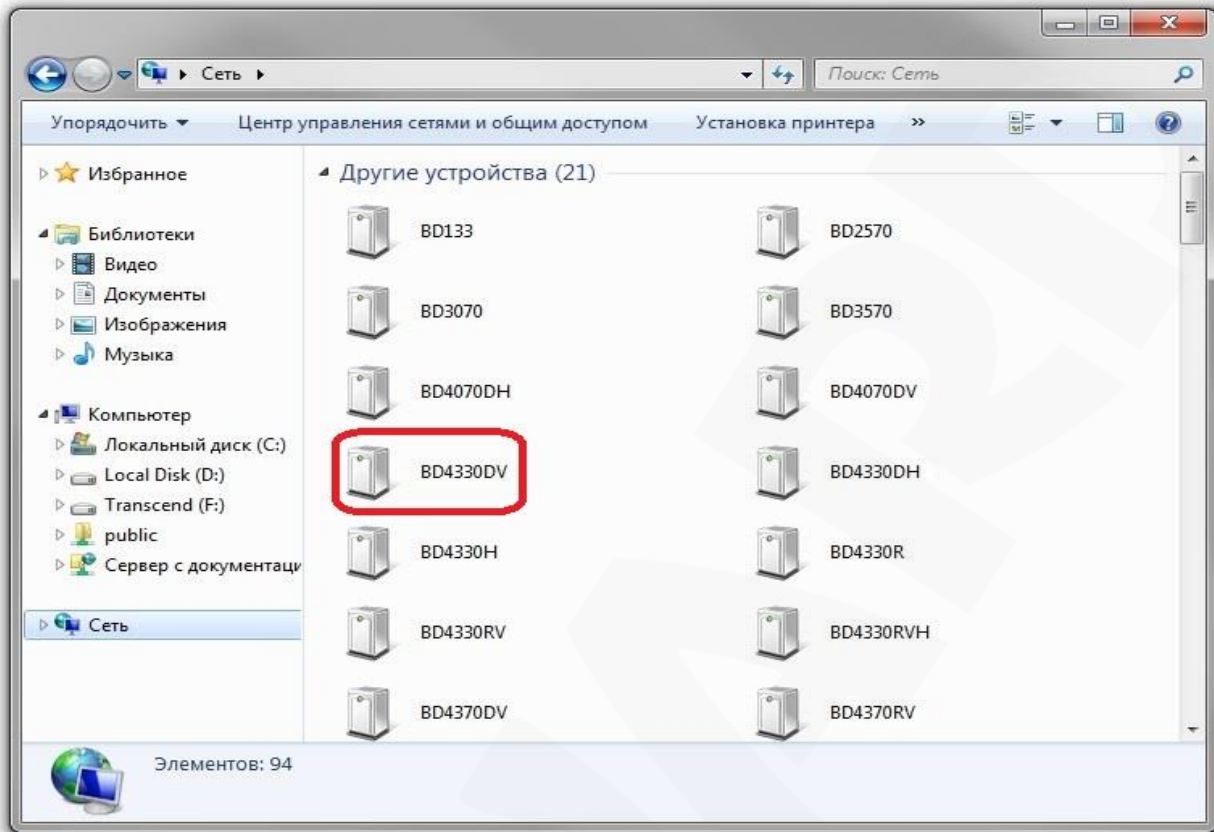 Сеть
Поиск: Сеть
Упорядочить Центр управления сетями и общим доступом Установка принтера »
Избранное
Библиотеки
Видео
Документы
Изображения
Музыка
Компьютер
Локальный диск (C:)
Local Disk (D:)
Transcend (F:)
public
Сервер с документаци
Сеть
Другие устройства (21)
BD133 BD2570
BD3070 BD3570
BD4070DH BD4070DV
BD4330DV BD4330DH
BD4330H BD4330R
BD4330RV BD4330RVH
BD4370DV BD4370RV
Элементов: 94